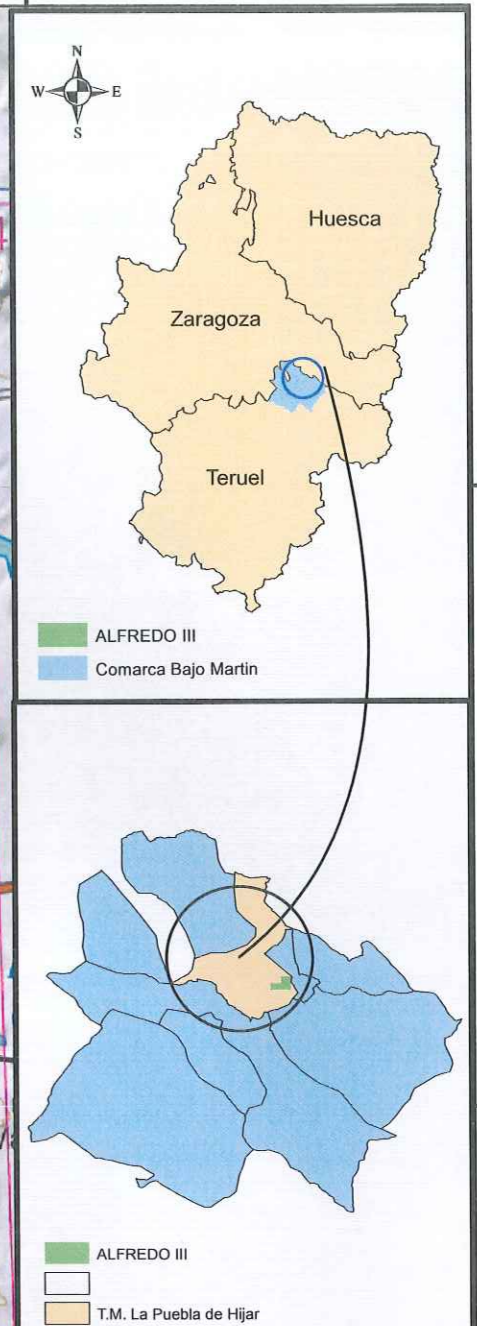 N
W E
S
Huesca
Zaragoza
Teruel
ALFREDO III
Comarca Bajo Martin
ALFREDO III
T.M. La Puebla de Hijar